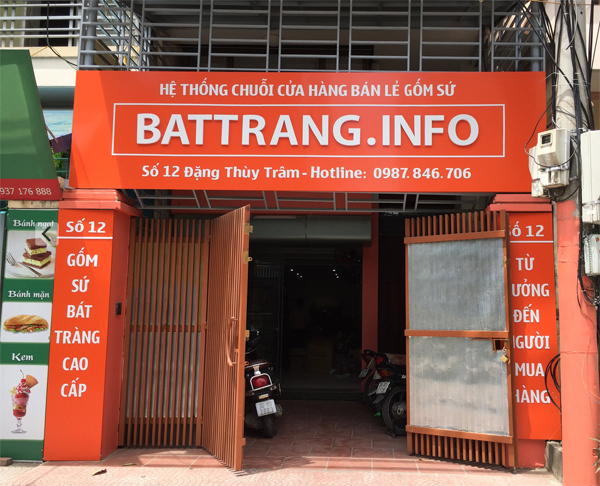 HỆ THỐNG CHUỖI CỬA HÀNG BÁN LẺ GỐM SỨ
BATTRANG.INFO
Số 12 Đặng Thùy Trâm - Hotline: 0987.846.706
937 176 888
Bánh ngọt
Bánh mặn
Kem
Số 12
GỐM
SỨ
BÁT
TRÀNG
CAO
CẤP
Số 12
TỪ
XƯỞNG
ĐẾN
NGƯỜI
MUA
HÀNG